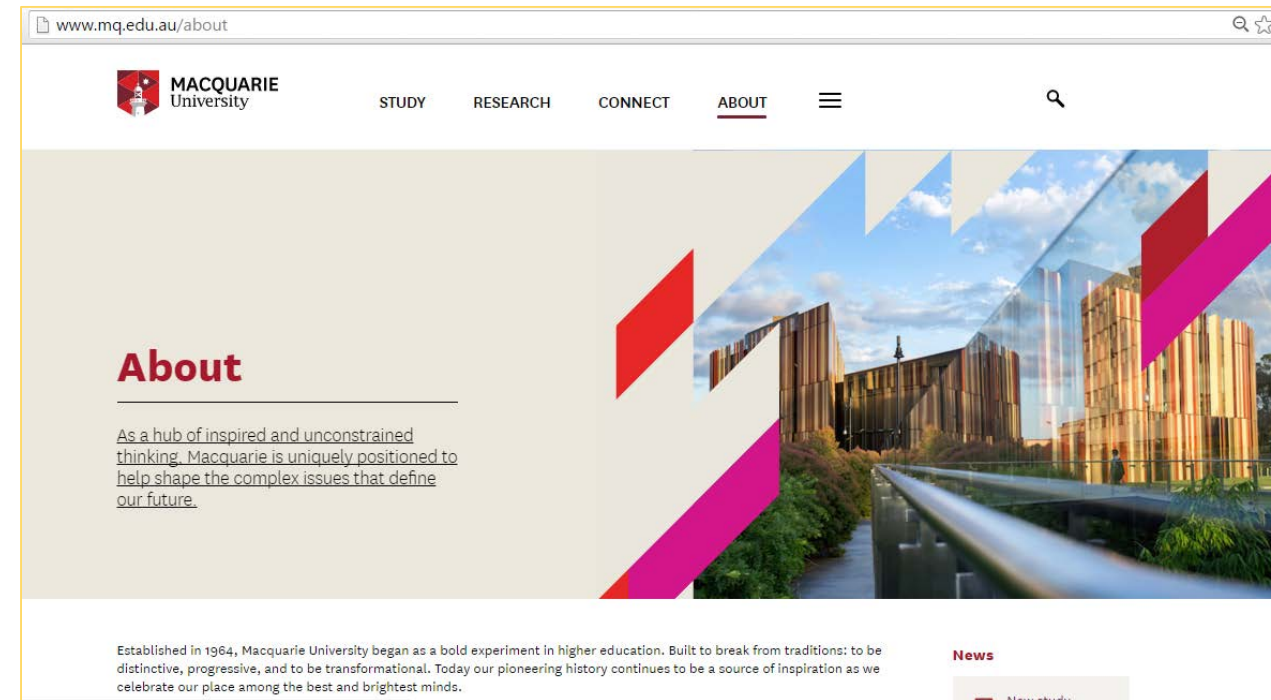 www.mq.edu.au/about
MACQUARIE
University
STUDY
RESEARCH
CONNECT
ABOUT
About
As a hub of inspired and unconstrained
thinking, Macquarie is uniquely positioned to
help shape the complex issues that define
our future.
Established in 1964, Macquarie University began as a bold experiment in higher education. Built to break from traditions: to be
distinctive, progressive, and to be transformational. Today our pioneering history continues to be a source of inspiration as we
celebrate our place among the best and brightest minds.
News
New study